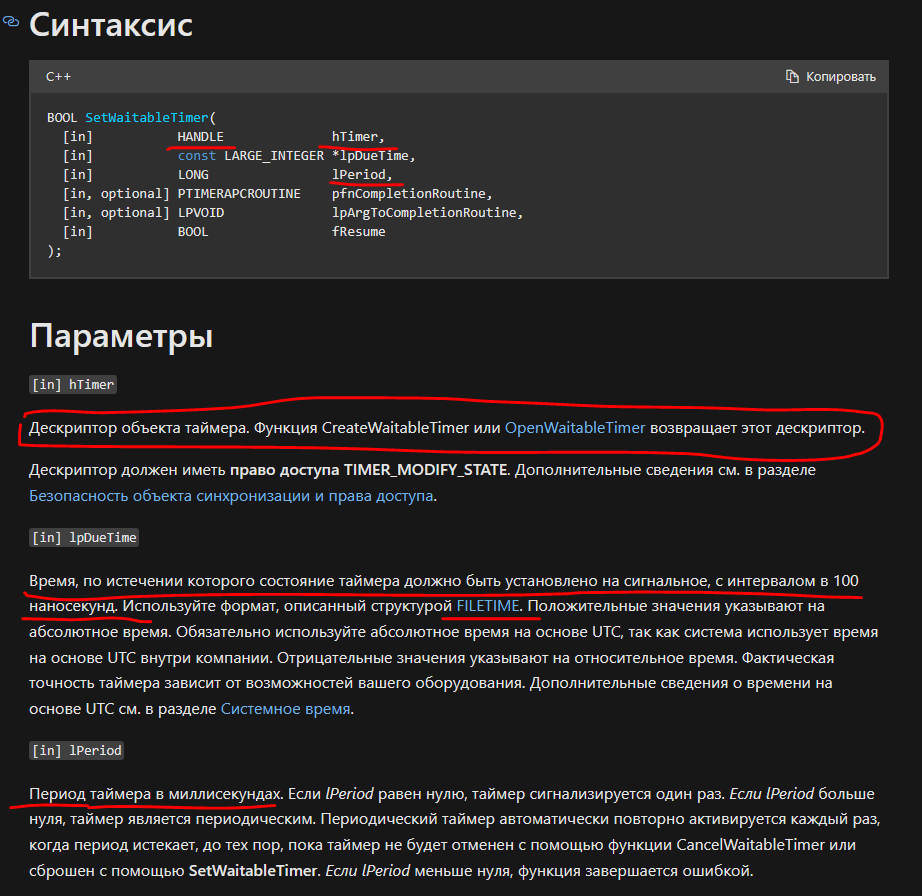 Синтаксис
C++ Копировать
BOOL SetWaitableTimer(
[in] HANDLE hTimer,
[in] const LARGE_INTEGER *lpDueTime,
[in] LONG lPeriod,
[in, optional] PTIMERAPCROUTINE pfnCompletionRoutine,
[in, optional] LPVOID lpArgToCompletionRoutine,
[in] BOOL fResume
);
Параметры
[in] hTimer
Дескриптор объекта таймера. Функция CreateWaitableTimer или OpenWaitableTimer возвращает этот дескриптор.
Дескриптор должен иметь право доступа TIMER_MODIFY_STATE. Дополнительные сведения см. в разделе
Безопасность объекта синхронизации и права доступа.
[in] lpDueTime
Время, по истечении которого состояние таймера должно быть установлено на сигнальное, с интервалом в 100
наносекунд. Используйте формат, описанный структурой FILETIME. Положительные значения указывают на
абсолютное время. Обязательно используйте абсолютное время на основе UTC, так как система использует время
на основе UTC внутри компании. Отрицательные значения указывают на относительное время. Фактическая
точность таймера зависит от возможностей вашего оборудования. Дополнительные сведения о времени на
основе UTC см. в разделе Системное время.
[in] lPeriod
Период таймера в миллисекундах. Если lPeriod равен нулю, таймер сигнализируется один раз. Если lPeriod больше
нуля, таймер является периодическим. Периодический таймер автоматически повторно активируется каждый раз,
когда период истекает, до тех пор, пока таймер не будет отменен с помощью функции CancelWaitableTimer или
сброшен с помощью SetWaitableTimer. Если lPeriod меньше нуля, функция завершается ошибкой.